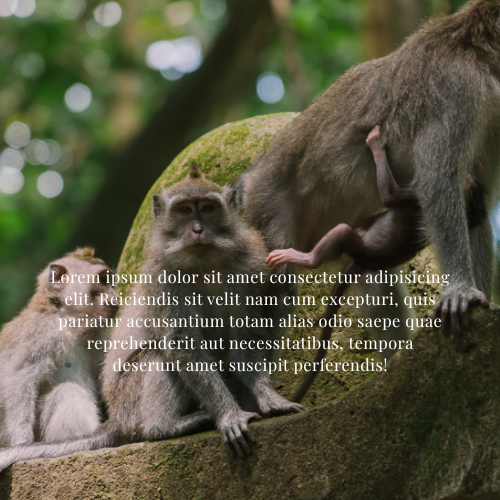 Lorem ipsum dolor sit amet consectetur adipisicing
elit. Reiciendis sit velit nam cum excepturi, quis
pariatur accusantium totam alias odio saepe quae
reprehenderit aut necessitatibus, tempora
deserunt amet suscipit perferendis!